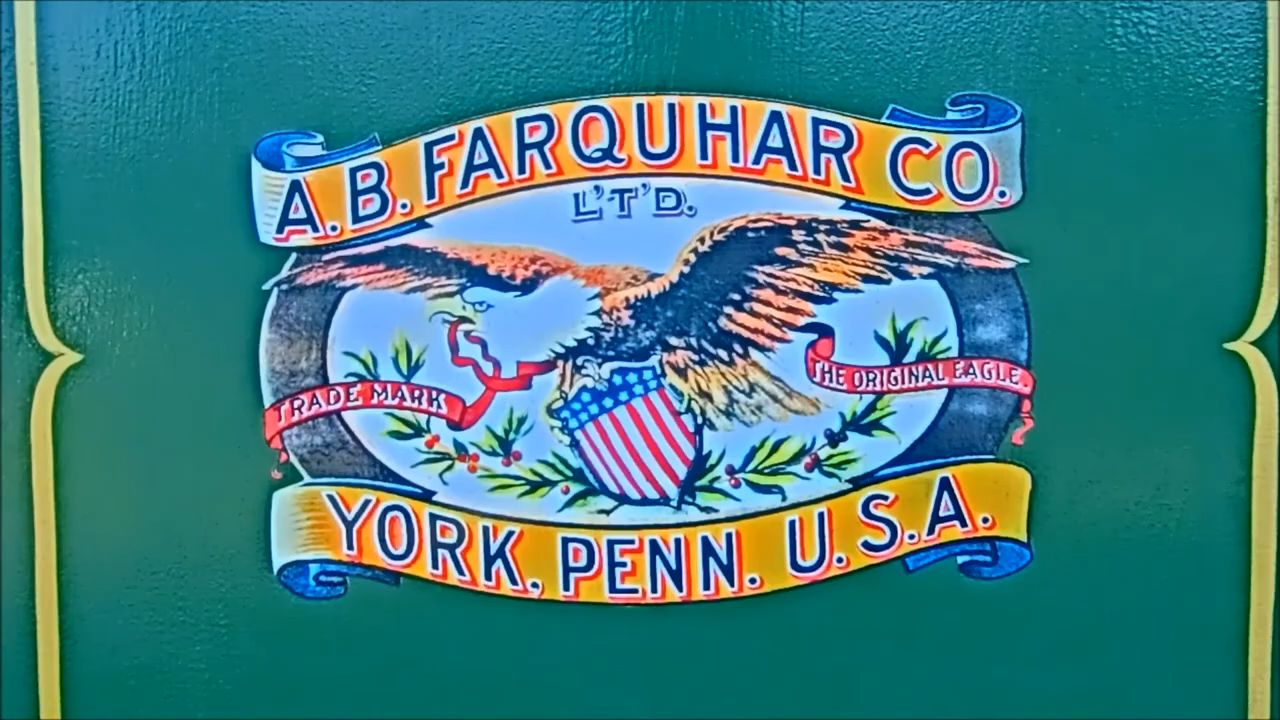 A.B. FARQUHAR CO.
L'T'D.
TRADE MARK
THE ORIGINAL EAGLE.
YORK, PENN. U.S.A.